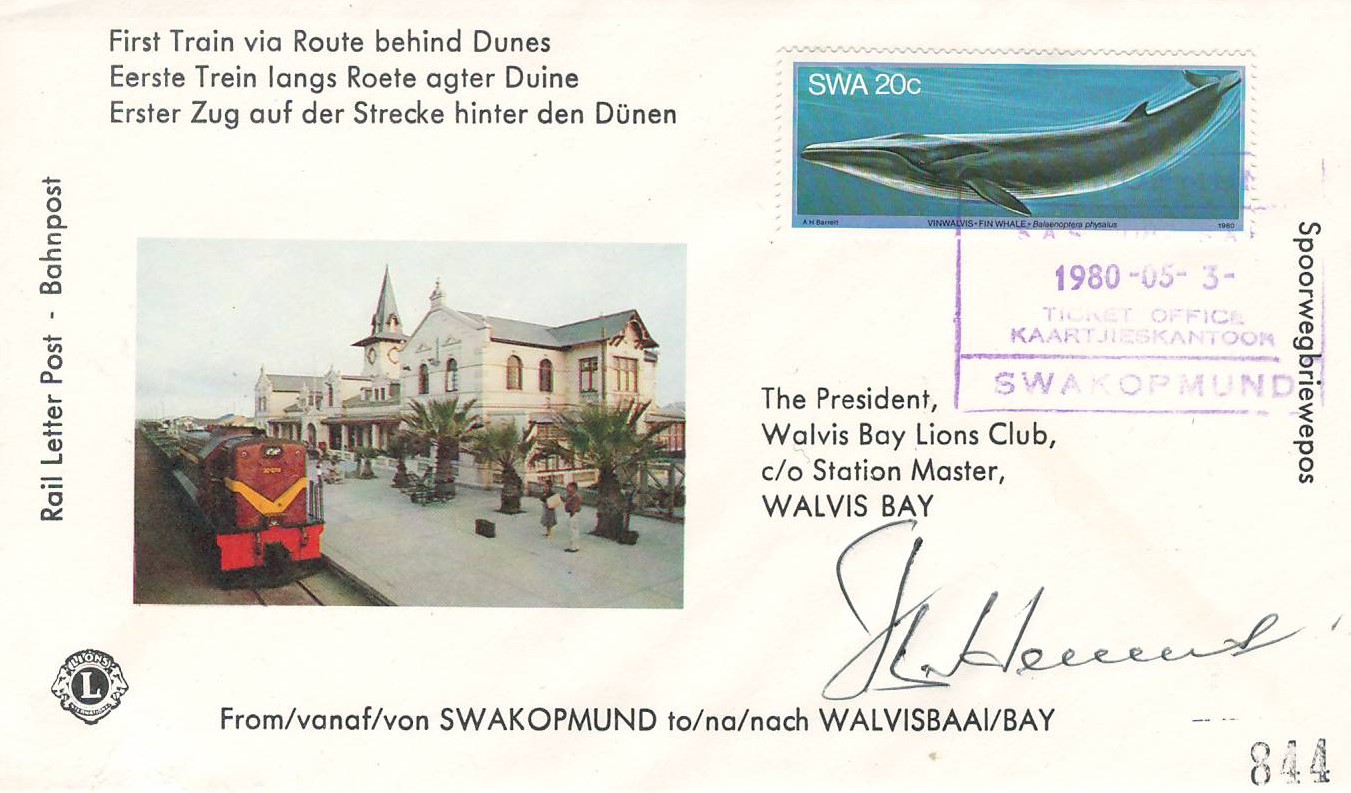 First Train via Route behind Dunes
Eerste Trein langs Roete agter Duine
Erster Zug auf der Strecke hinter den Dünen
Rail Letter Post - Bahnpost
SWA 20c
A H Barrett
VINWALVIS • FIN WHALE • Balaenoptera physalus
1980
1980 -05- 3-
TICKET OFFICE
KAARTJIESKANTOOR
SWAKOPMUND
Spoorwegbriewepos
The President,
Walvis Bay Lions Club,
c/o Station Master,
WALVIS BAY
LIONS
L
INTERNATIONAL
From/vanaf/von SWAKOPMUND to/na/nach WALVISBAAI/BAY
844